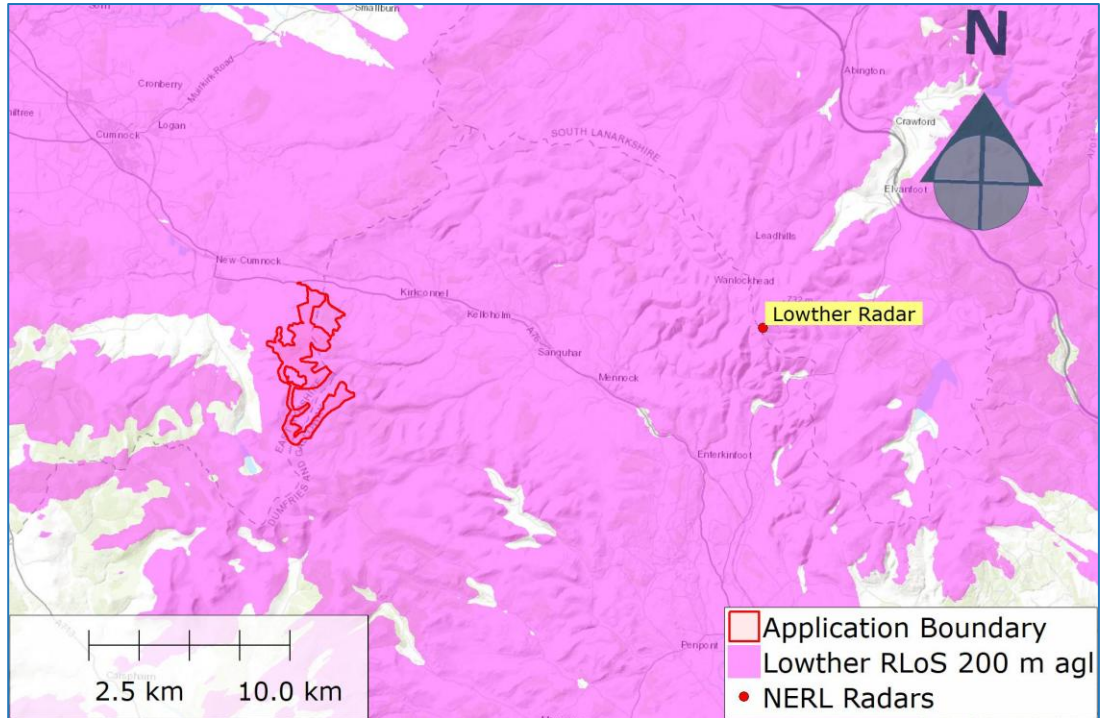 Smallburn
N
Cronberry
Muirkirk Road
Abington
Logan
Cumnock
Crawford
SOUTH LANARKSHIRE
Elvanfoot
Leadhills
New-Cumnock
Wanlockhead
Kirkconnel
732 m
Lowther Radar
Kelloholm
A76
Sanquhar
Mennock
DUMFRIES AND
Enterkinfoot
Penpont
Application Boundary
Lowther RLoS 200 m agl
NERL Radars
2.5 km 10.0 km